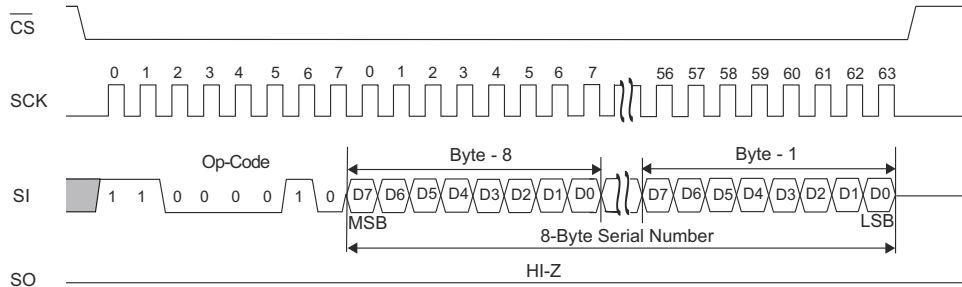 CS
0 1 2 3 4 5 6 7 0 1 2 3 4 5 6 7 56 57 58 59 60 61 62 63
SCK
Op-Code Byte - 8 Byte - 1
SI 1 1 0 0 0 0 1 0 D7 D6 D5 D4 D3 D2 D1 D0 D7 D6 D5 D4 D3 D2 D1 D0
MSB LSB
8-Byte Serial Number
HI-Z
SO